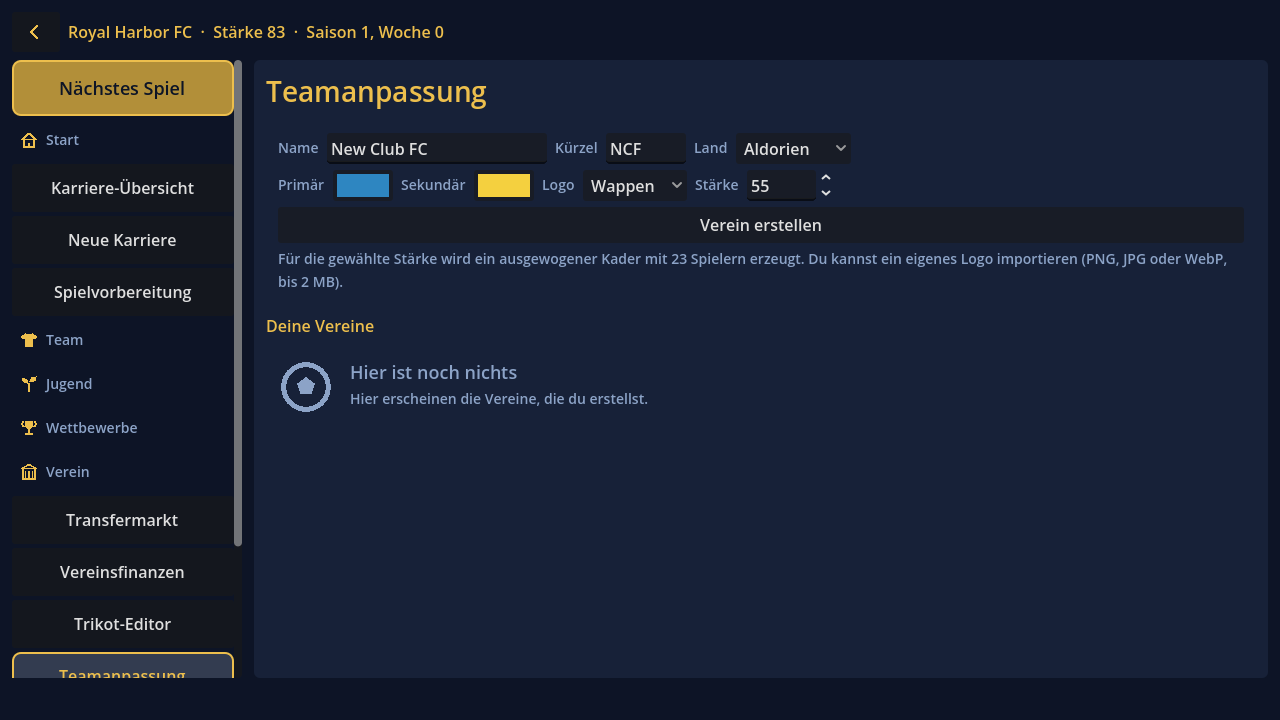 Royal Harbor FC · Stärke 83 · Saison 1, Woche 0
Nächstes Spiel
Start
Karriere-Übersicht
Neue Karriere
Spielvorbereitung
Team
Jugend
Wettbewerbe
Verein
Transfermarkt
Vereinsfinanzen
Trikot-Editor
Teamanpassung
Teamanpassung
Name New Club FC Kürzel NCF Land Aldorien
Primär Sekundär Logo Wappen Stärke 55
Verein erstellen
Für die gewählte Stärke wird ein ausgewogener Kader mit 23 Spielern erzeugt. Du kannst ein eigenes Logo importieren (PNG, JPG oder WebP,
bis 2 MB).
Deine Vereine
Hier ist noch nichts
Hier erscheinen die Vereine, die du erstellst.